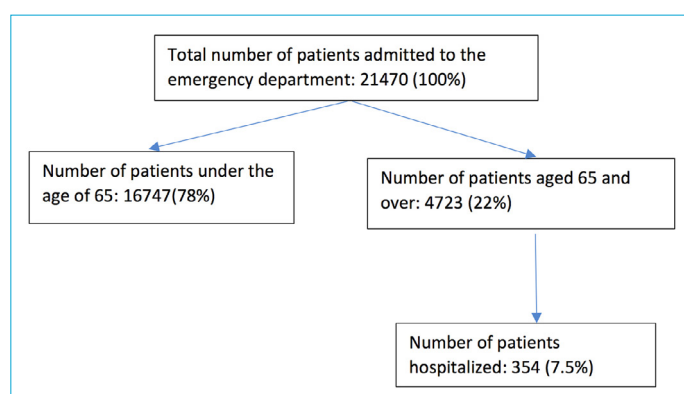 Total number of patients admitted to the
emergency department: 21470 (100%)
Number of patients under the
age of 65: 16747(78%)
Number of patients aged 65 and
over: 4723 (22%)
Number of patients
hospitalized: 354 (7.5%)